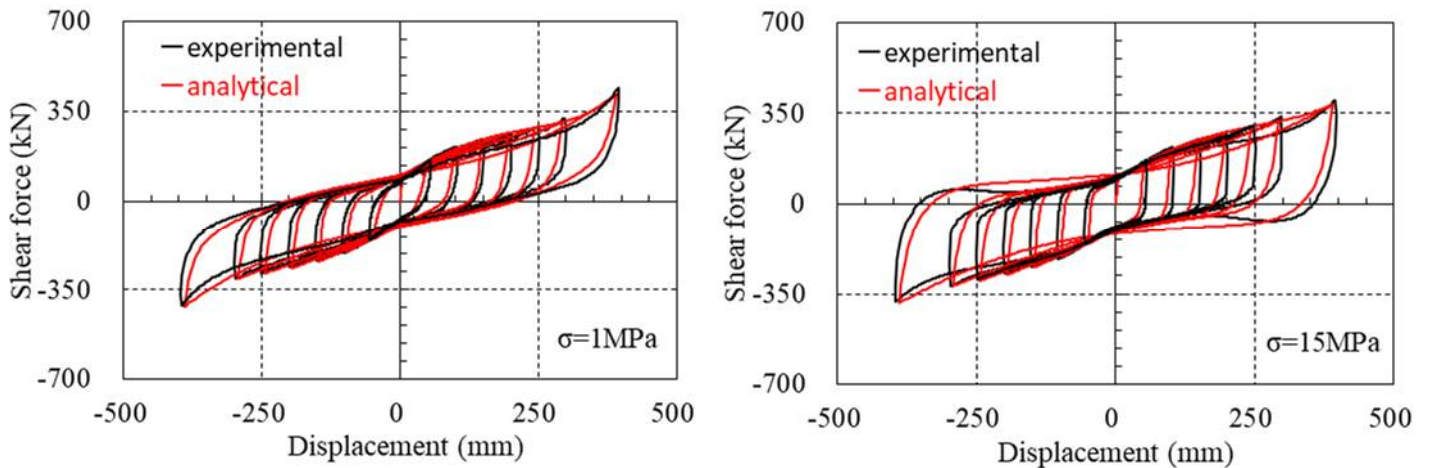 700
experimental
analytical
350
0
-350
-700
Shear force (kN)
σ=1MPa
-500
-250
0
250
500
Displacement (mm)
700
experimental
analytical
350
0
-350
-700
Shear force (kN)
σ=15MPa
-500
-250
0
250
500
Displacement (mm)